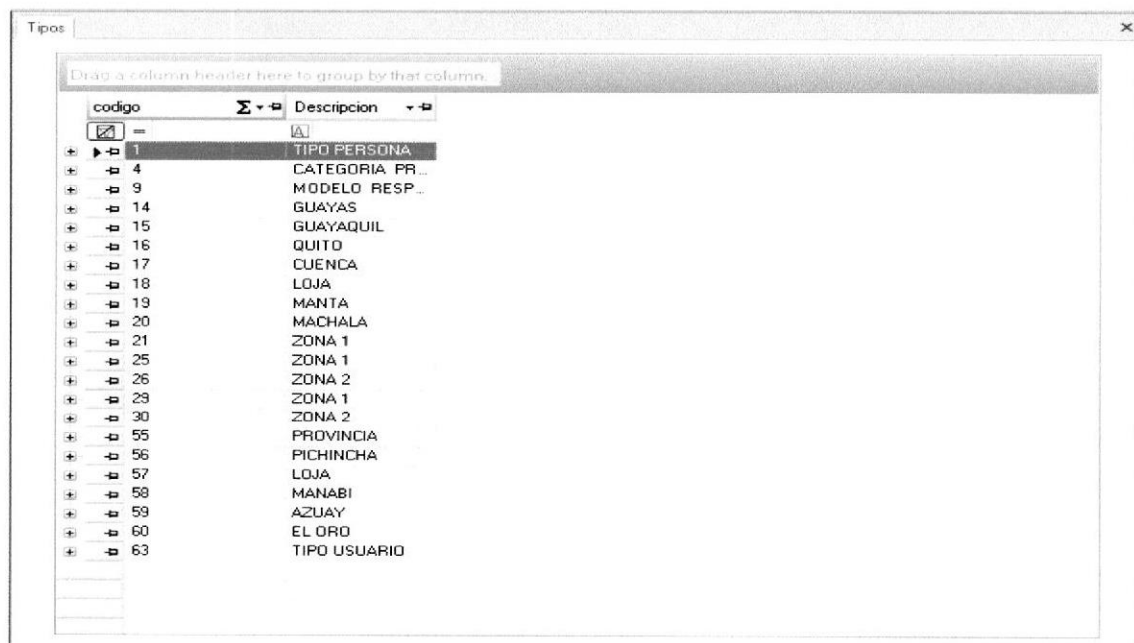 Tipos
Drag a column header here to group by that column.
codigo Σ Descripcion
= A
1 TIPO PERSONA
4 CATEGORIA PR...
9 MODELO RESP...
14 GUAYAS
15 GUAYAQUIL
16 QUITO
17 CUENCA
18 LOJA
19 MANTA
20 MACHALA
21 ZONA 1
25 ZONA 1
26 ZONA 2
29 ZONA 1
30 ZONA 2
55 PROVINCIA
56 PICHINCHA
57 LOJA
58 MANABI
59 AZUAY
60 EL ORO
63 TIPO USUARIO